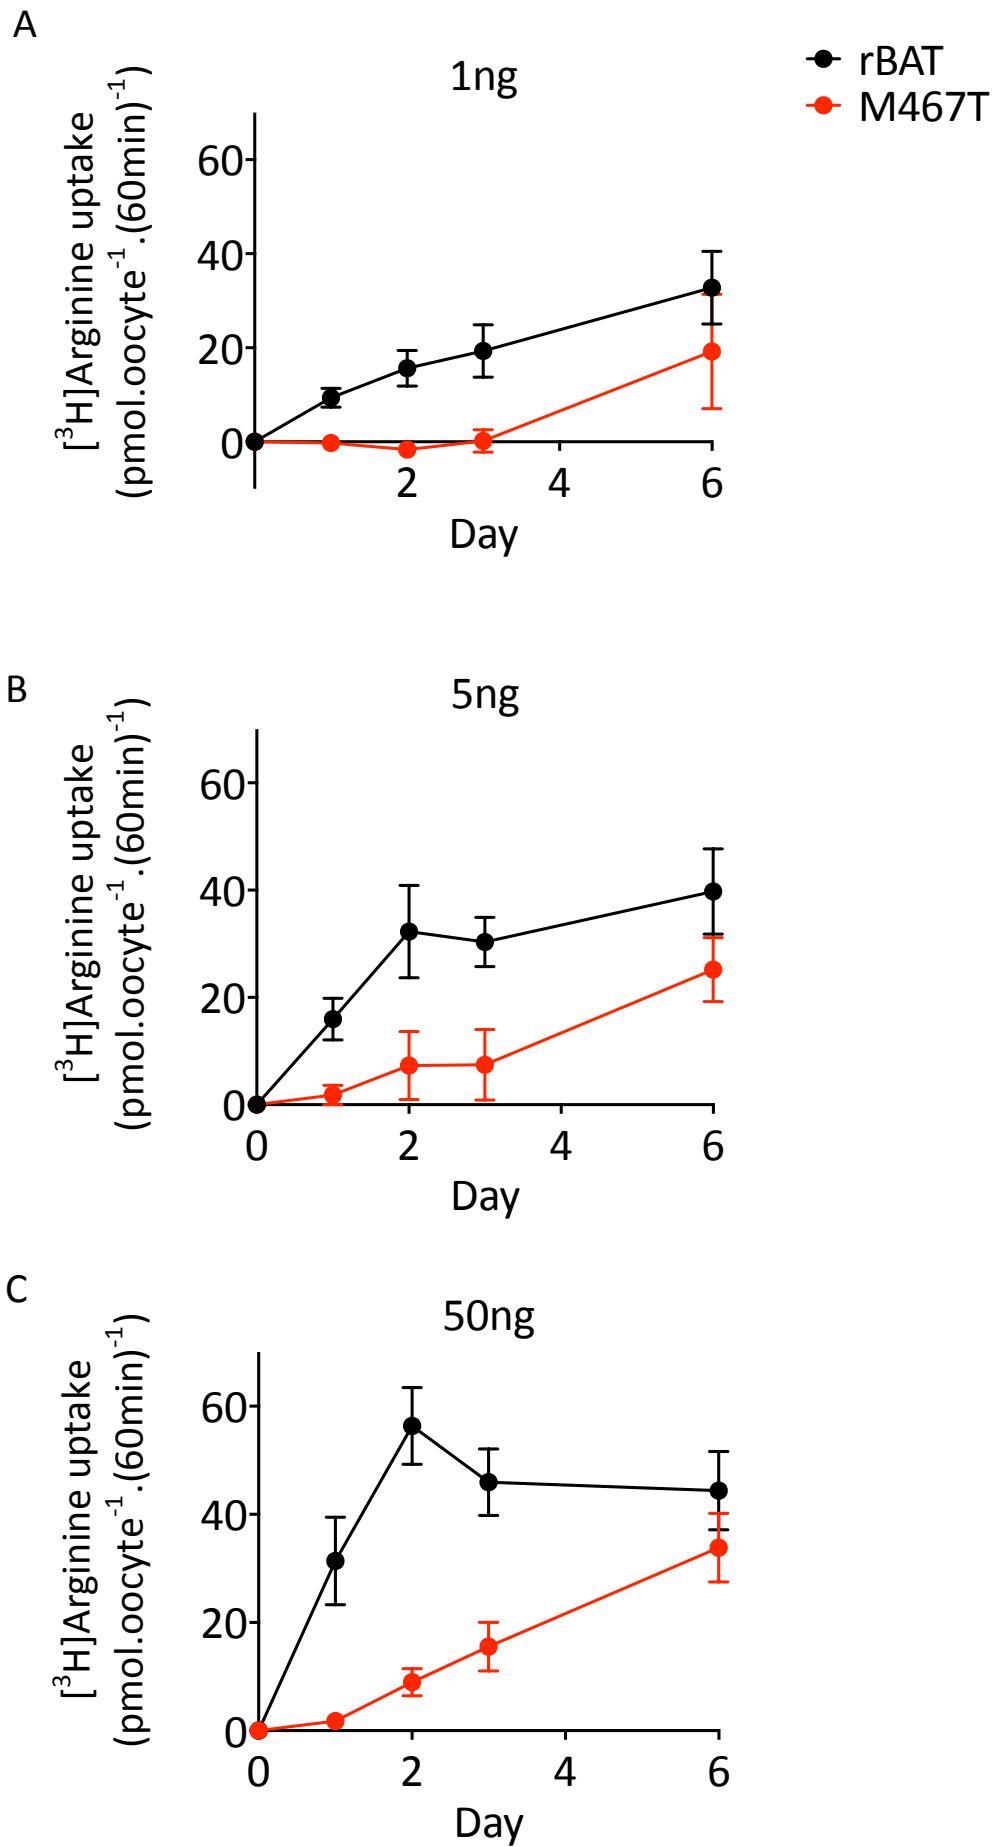 A
1ng
rBAT
M467T
[³H]Arginine uptake
(pmol.oocyte⁻¹.(60min)⁻¹)
60
40
20
0
2 4 6
Day
B
5ng
[³H]Arginine uptake
(pmol.oocyte⁻¹.(60min)⁻¹)
60
40
20
0
0 2 4 6
Day
C
50ng
[³H]Arginine uptake
(pmol.oocyte⁻¹.(60min)⁻¹)
60
40
20
0
0 2 4 6
Day